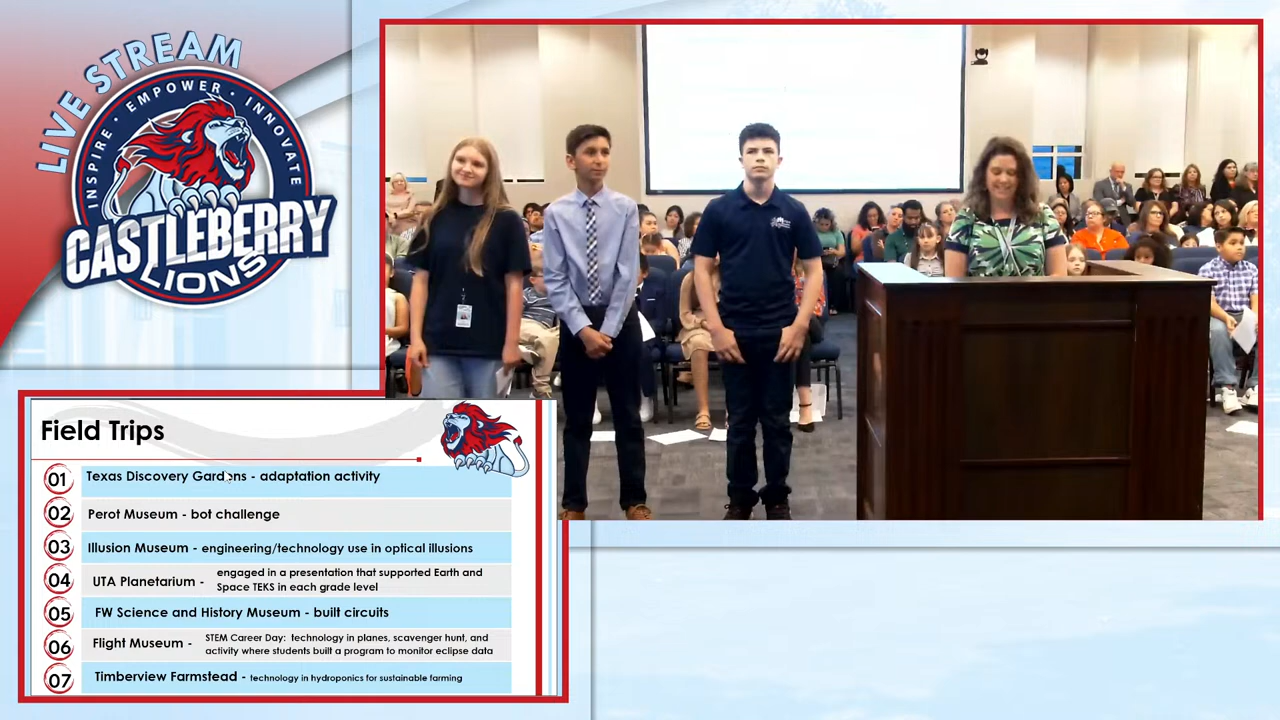 LIVE STREAM
INSPIRE · EMPOWER · INNOVATE
CASTLEBERRY
LIONS
Field Trips
01 Texas Discovery Gardens - adaptation activity
02 Perot Museum - bot challenge
03 Illusion Museum - engineering/technology use in optical illusions
04 UTA Planetarium - engaged in a presentation that supported Earth and
Space TEKS in each grade level
05 FW Science and History Museum - built circuits
06 Flight Museum - STEM Career Day: technology in planes, scavenger hunt, and
activity where students built a program to monitor eclipse data
07 Timberview Farmstead - technology in hydroponics for sustainable farming